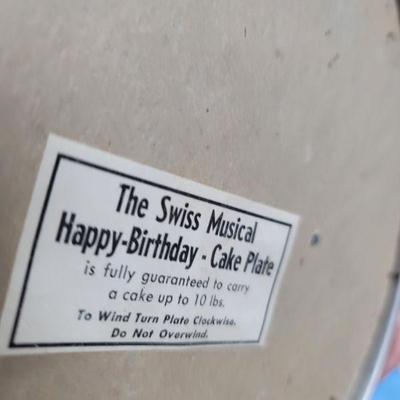 The Swiss Musical
Happy-Birthday - Cake Plate
is fully guaranteed to carry
a cake up to 10 lbs.
To Wind Turn Plate Clockwise.
Do Not Overwind.